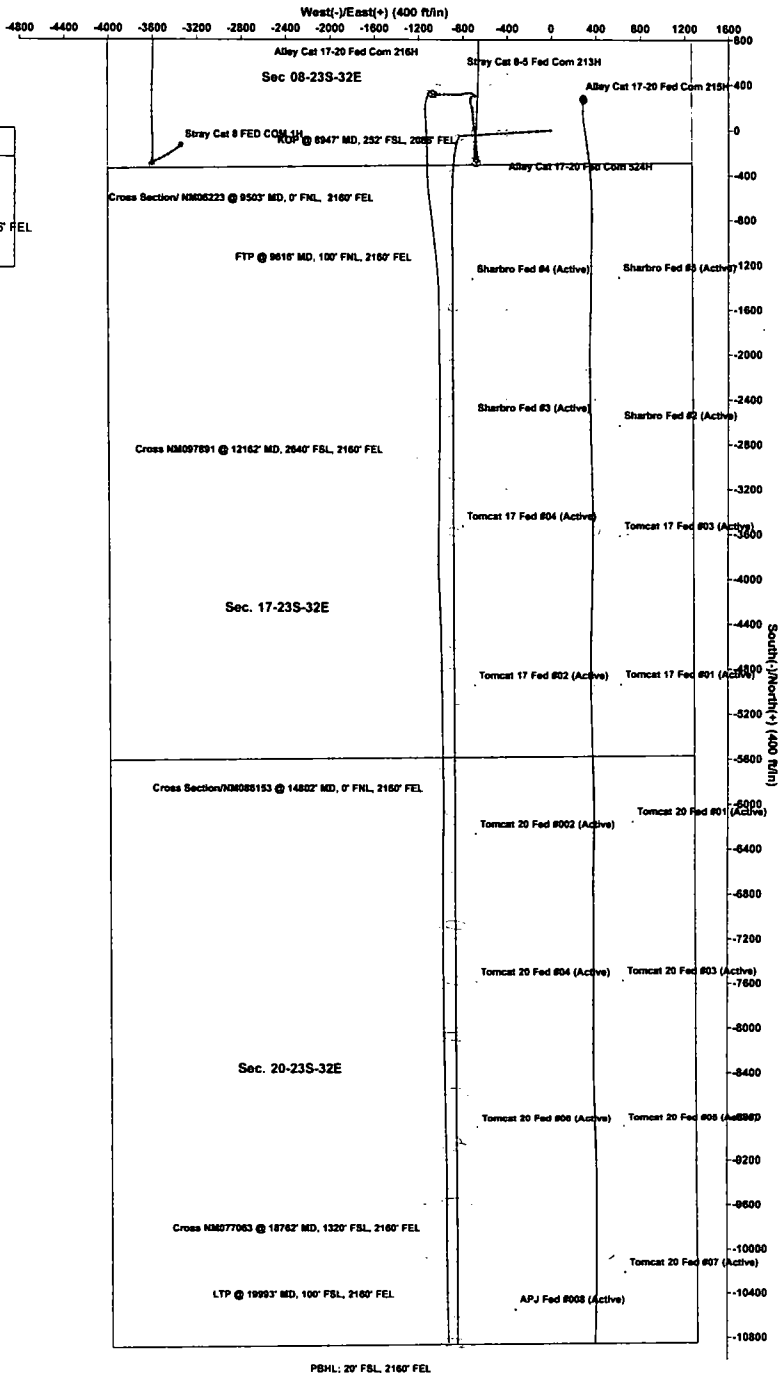 West(-)/East(+) (400 ft/in)
-4800 -4400 -4000 -3600 -3200 -2800 -2400 -2000 -1600 -1200 -800 -400 0 400 800 1200 1600
800
Alley Cat 17-20 Fed Com 216H
Stray Cat 8-5 Fed Com 213H
Sec 08-23S-32E
400
Alley Cat 17-20 Fed Com 215H
Stray Cat 8 FED COM 1H
0
KOP @ 8947' MD, 252' FSL, FEL
Alley Cat 17-20 Fed Com 524H
-400
Cross Section/ NM06223 @ 9503' MD, 0' FNL, 2160' FEL
' FEL
-800
FTP @ 9616' MD, 100' FNL, 2160' FEL
Sharbro Fed #4 (Active)
Sharbro Fed (Active)
-1200
-1600
-2000
Sharbro Fed #3 (Active)
Sharbro Fed #2 (Active)
-2400
Cross NM097891 @ 12162' MD, 2640' FSL, 2160' FEL
-2800
-3200
Tomcat 17 Fed #04 (Active)
Tomcat 17 Fed #03 (Active)
-3600
-4000
Sec. 17-23S-32E
-4400
South(-)/North(+) (400 ft/in)
Tomcat 17 Fed #02 (Active)
Tomcat 17 Fed #01 (Active)
-4800
-5200
-5600
Cross Section/NM086153 @ 14802' MD, 0' FNL, 2160' FEL
-6000
Tomcat 20 Fed #01 (Active)
Tomcat 20 Fed #002 (Active)
-6400
-6800
-7200
Tomcat 20 Fed #04 (Active)
Tomcat 20 Fed #03 (Active)
-7600
-8000
Sec. 20-23S-32E
-8400
Tomcat 20 Fed #06 (Active)
Tomcat 20 Fed #05
-8800
-9200
-9600
Cross NM077063 @ 18762' MD, 1320' FSL, 2160' FEL
-10000
Tomcat 20 Fed #07 (Active)
LTP @ 19993' MD, 100' FSL, 2160' FEL
APJ Fed #008 (Active)
-10400
-10800
PBHL; 20' FSL, 2160' FEL